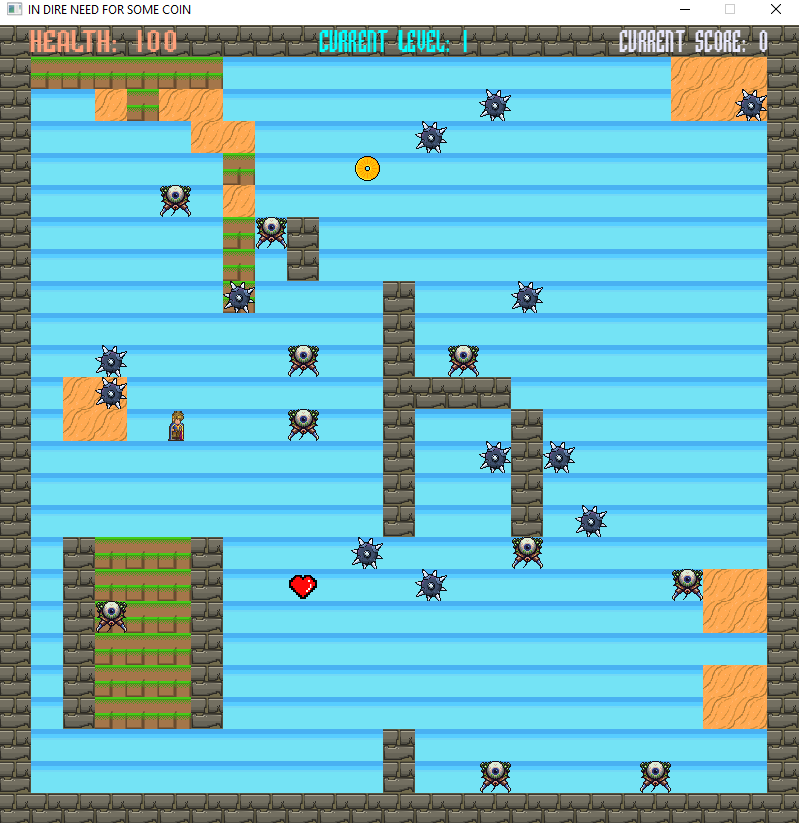 IN DIRE NEED FOR SOME COIN
HEALTH: 100 CURRENT LEVEL: 1 CURRENT SCORE: 0